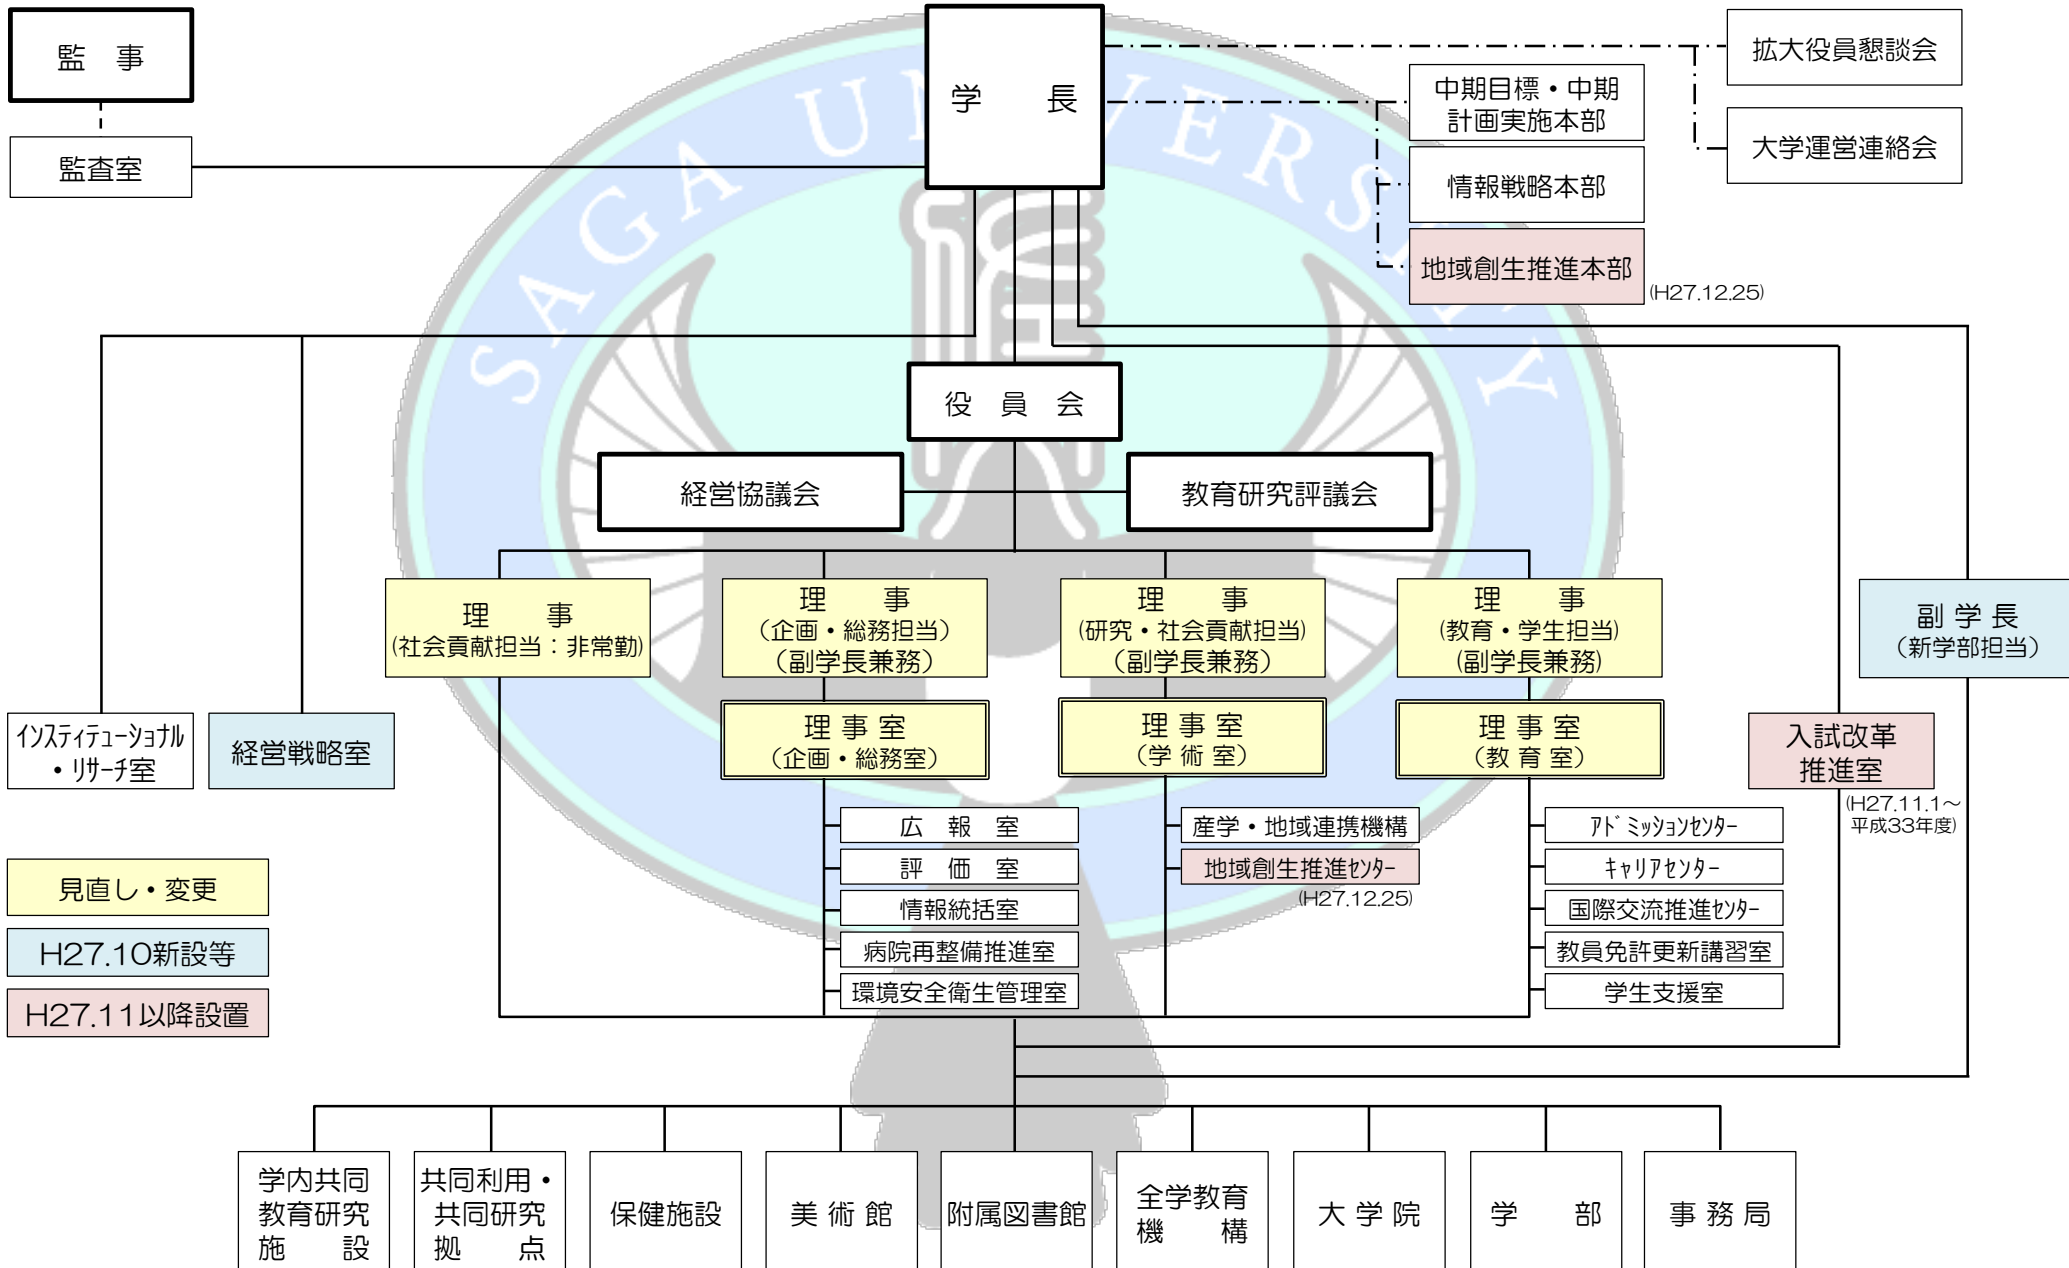 監　事
監査室
学　　長
拡大役員懇談会
大学運営連絡会
中期目標・中期
計画実施本部
情報戦略本部
地域創生推進本部
(H27.12.25)
SAGA UNIVERSITY
役　員　会
経営協議会
教育研究評議会
理　　事
(社会貢献担当：非常勤)
理　　事
（企画・総務担当）
（副学長兼務）
理　　事
(研究・社会貢献担当)
（副学長兼務）
理　　事
(教育・学生担当)
(副学長兼務)
副 学 長
（新学部担当）
ｲﾝｽﾃｨﾃｭｰｼｮﾅﾙ
・ﾘｻｰﾁ室
経営戦略室
理 事 室
（企画・総務室）
理 事 室
（学 術 室）
理 事 室
（教 育 室）
入試改革
推進室
(H27.11.1～
平成33年度)
広　報　室
評　価　室
情報統括室
病院再整備推進室
環境安全衛生管理室
産学・地域連携機構
地域創生推進ｾﾝﾀｰ
(H27.12.25)
ｱﾄﾞﾐｯｼｮﾝｾﾝﾀｰ
ｷｬﾘｱｾﾝﾀｰ
国際交流推進ｾﾝﾀｰ
教員免許更新講習室
学生支援室
見直し・変更
H27.10新設等
H27.11以降設置
学内共同
教育研究
施　　設
共同利用・
共同研究
拠　　点
保健施設
美 術 館
附属図書館
全学教育
機　　構
大 学 院
学　　部
事 務 局